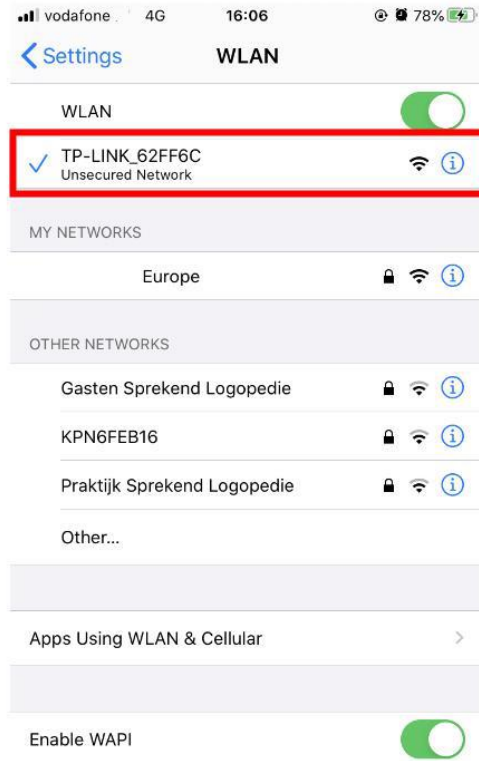 vodafone 4G 16:06 78%
Settings WLAN
WLAN
TP-LINK_62FF6C
Unsecured Network
MY NETWORKS
Europe
OTHER NETWORKS
Gasten Sprekend Logopedie
KPN6FEB16
Praktijk Sprekend Logopedie
Other...
Apps Using WLAN & Cellular
Enable WAPI